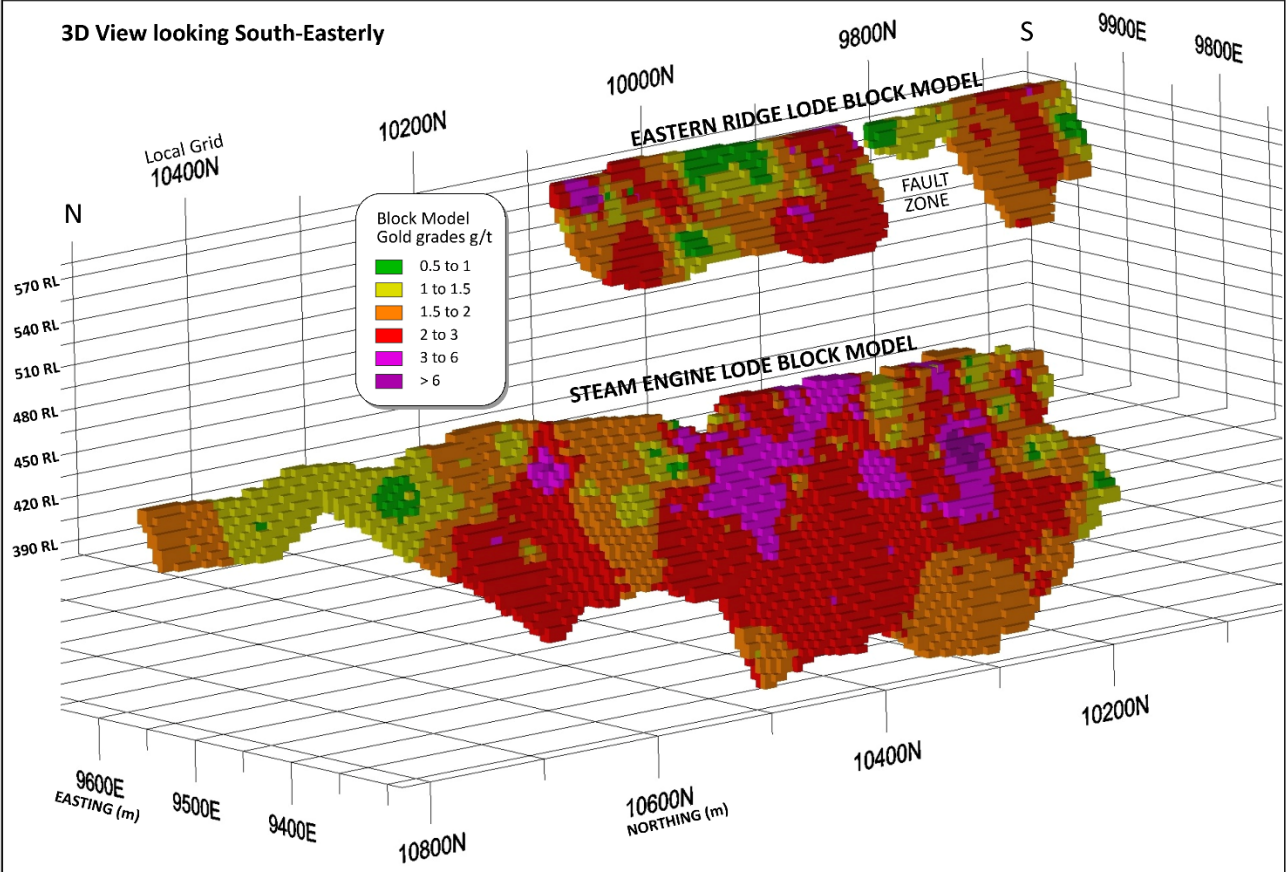 3D View looking South-Easterly
S
9900E
9800E
9800N
10000N
10200N
Local Grid
10400N
N
EASTERN RIDGE LODE BLOCK MODEL
FAULT
ZONE
Block Model
Gold grades g/t
0.5 to 1
1 to 1.5
1.5 to 2
2 to 3
3 to 6
> 6
570 RL
540 RL
510 RL
480 RL
450 RL
420 RL
390 RL
STEAM ENGINE LODE BLOCK MODEL
9600E
EASTING (m)
9500E
9400E
10800N
10600N
NORTHING (m)
10400N
10200N